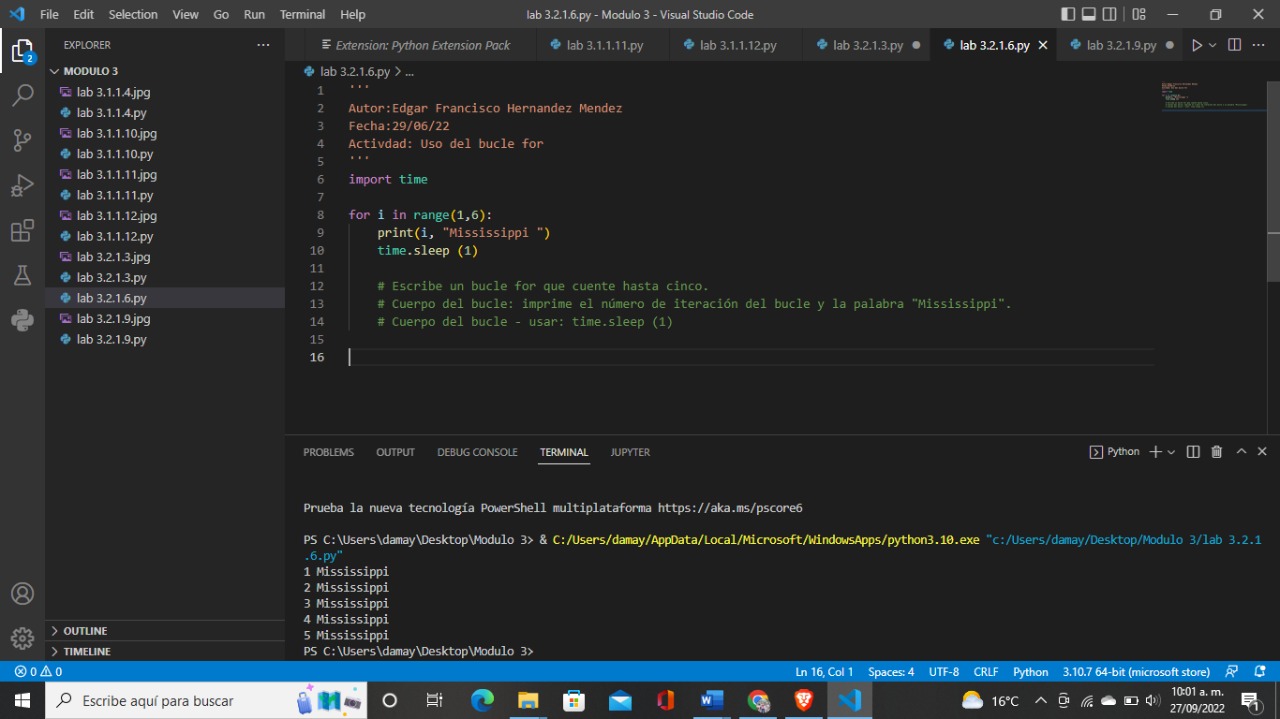 File Edit Selection View Go Run Terminal Help
lab 3.2.1.6.py - Modulo 3 - Visual Studio Code
EXPLORER
2
MODULO 3
lab 3.1.1.4.jpg
lab 3.1.1.4.py
lab 3.1.1.10.jpg
lab 3.1.1.10.py
lab 3.1.1.11.jpg
lab 3.1.1.11.py
lab 3.1.1.12.jpg
lab 3.1.1.12.py
lab 3.2.1.3.jpg
lab 3.2.1.3.py
lab 3.2.1.6.py
lab 3.2.1.9.jpg
lab 3.2.1.9.py
OUTLINE
TIMELINE
Extension: Python Extension Pack lab 3.1.1.11.py lab 3.1.1.12.py lab 3.2.1.3.py lab 3.2.1.6.py lab 3.2.1.9.py
lab 3.2.1.6.py > ...
1 '''
2 Autor:Edgar Francisco Hernandez Mendez
3 Fecha:29/06/22
4 Activdad: Uso del bucle for
5 '''
6 import time
7
8 for i in range(1,6):
9 print(i, "Mississippi ")
10 time.sleep (1)
11
12 # Escribe un bucle for que cuente hasta cinco.
13 # Cuerpo del bucle: imprime el número de iteración del bucle y la palabra "Mississippi".
14 # Cuerpo del bucle - usar: time.sleep (1)
15
16
PROBLEMS OUTPUT DEBUG CONSOLE TERMINAL JUPYTER
Python
Prueba la nueva tecnología PowerShell multiplataforma https://aka.ms/pscore6
PS C:\Users\damay\Desktop\Modulo 3> & C:/Users/damay/AppData/Local/Microsoft/WindowsApps/python3.10.exe "c:/Users/damay/Desktop/Modulo 3/lab 3.2.1
.6.py"
1 Mississippi
2 Mississippi
3 Mississippi
4 Mississippi
5 Mississippi
PS C:\Users\damay\Desktop\Modulo 3>
0 0
Ln 16, Col 1 Spaces: 4 UTF-8 CRLF Python 3.10.7 64-bit (microsoft store)
Escribe aquí para buscar
16°C
10:01 a. m.
27/09/2022
1